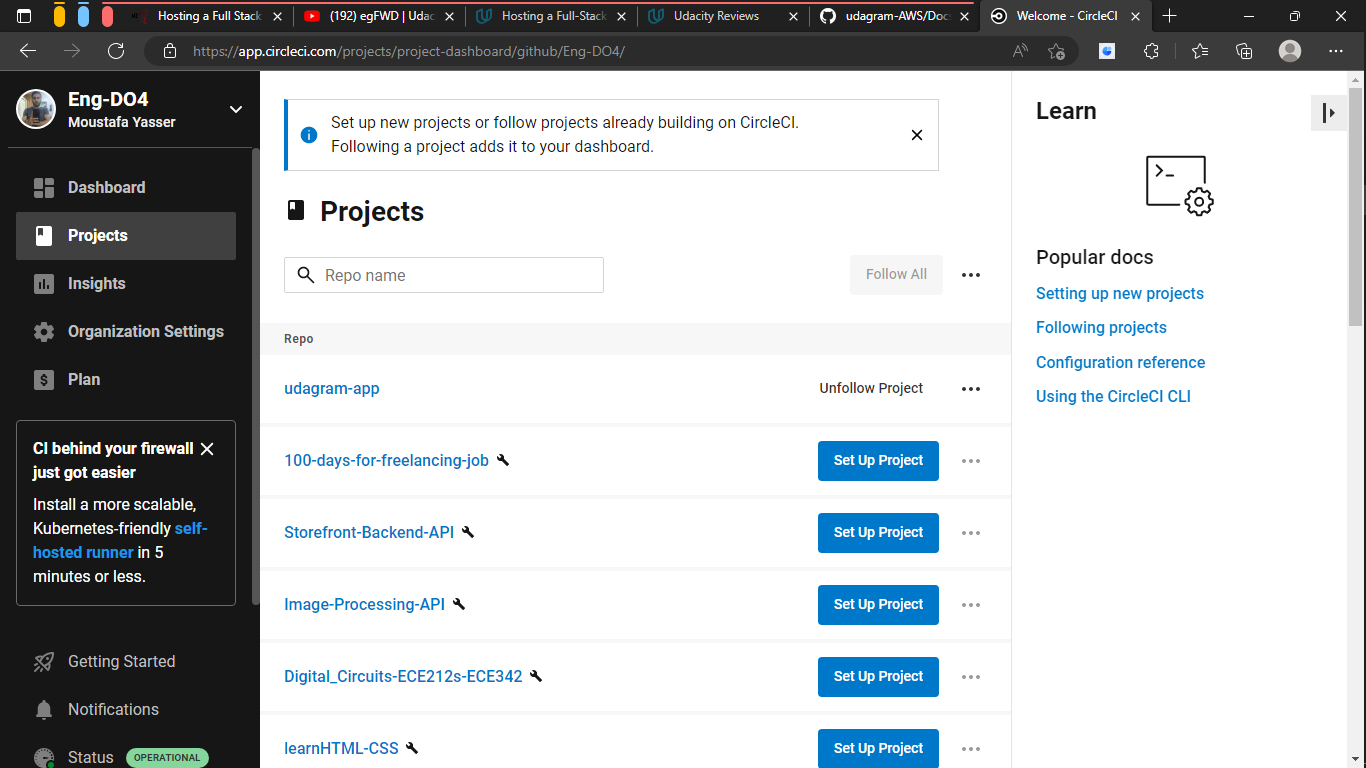 Hosting a Full Stack
(192) egFWD | Udac
Hosting a Full-Stack
Udacity Reviews
udagram-AWS/Docs
Welcome - CircleCI
https://app.circleci.com/projects/project-dashboard/github/Eng-DO4/
Eng-DO4
Moustafa Yasser
Dashboard
Projects
Insights
Organization Settings
Plan
CI behind your firewall
just got easier
Install a more scalable,
Kubernetes-friendly self-
hosted runner in 5
minutes or less.
Getting Started
Notifications
Status OPERATIONAL
Set up new projects or follow projects already building on CircleCI.
Following a project adds it to your dashboard.
Projects
Repo name
Follow All
Repo
udagram-app Unfollow Project
100-days-for-freelancing-job Set Up Project
Storefront-Backend-API Set Up Project
Image-Processing-API Set Up Project
Digital_Circuits-ECE212s-ECE342 Set Up Project
learnHTML-CSS Set Up Project
Learn
Popular docs
Setting up new projects
Following projects
Configuration reference
Using the CircleCI CLI